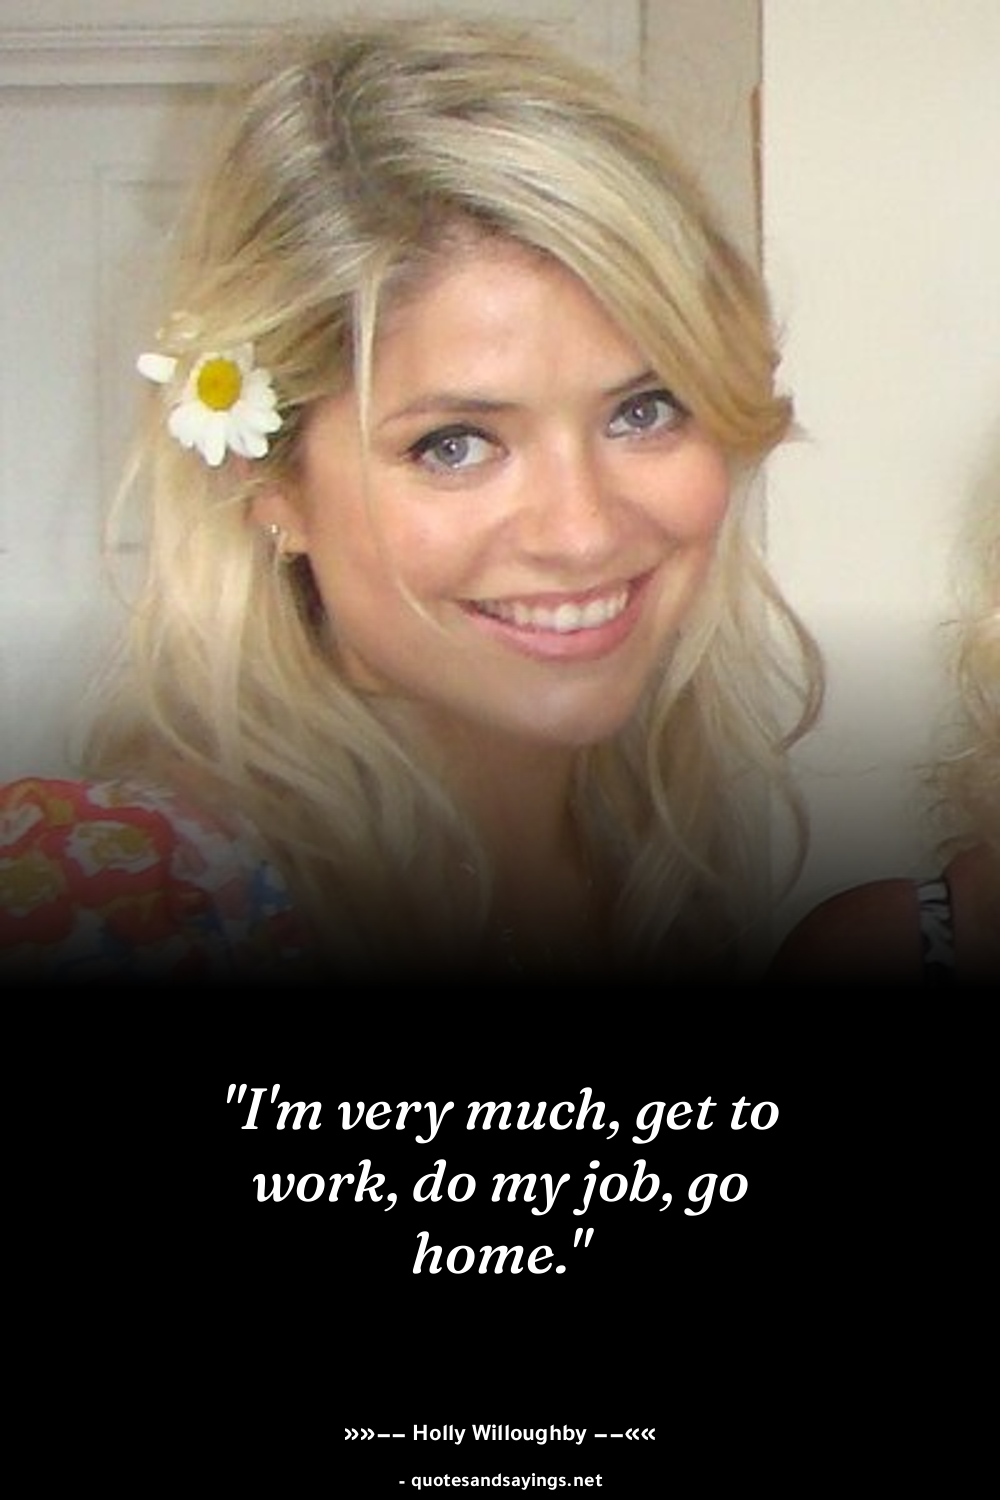 "I'm very much, get to
work, do my job, go
home."
»»-- Holly Willoughby --««
- quotesandsayings.net